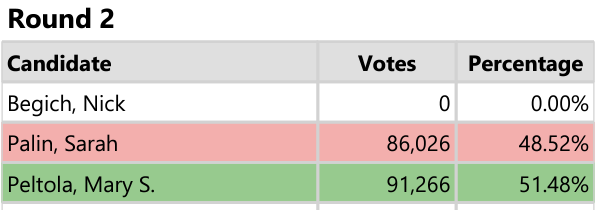 Round 2
Candidate Votes Percentage
Begich, Nick 0 0.00%
Palin, Sarah 86,026 48.52%
Peltola, Mary S. 91,266 51.48%